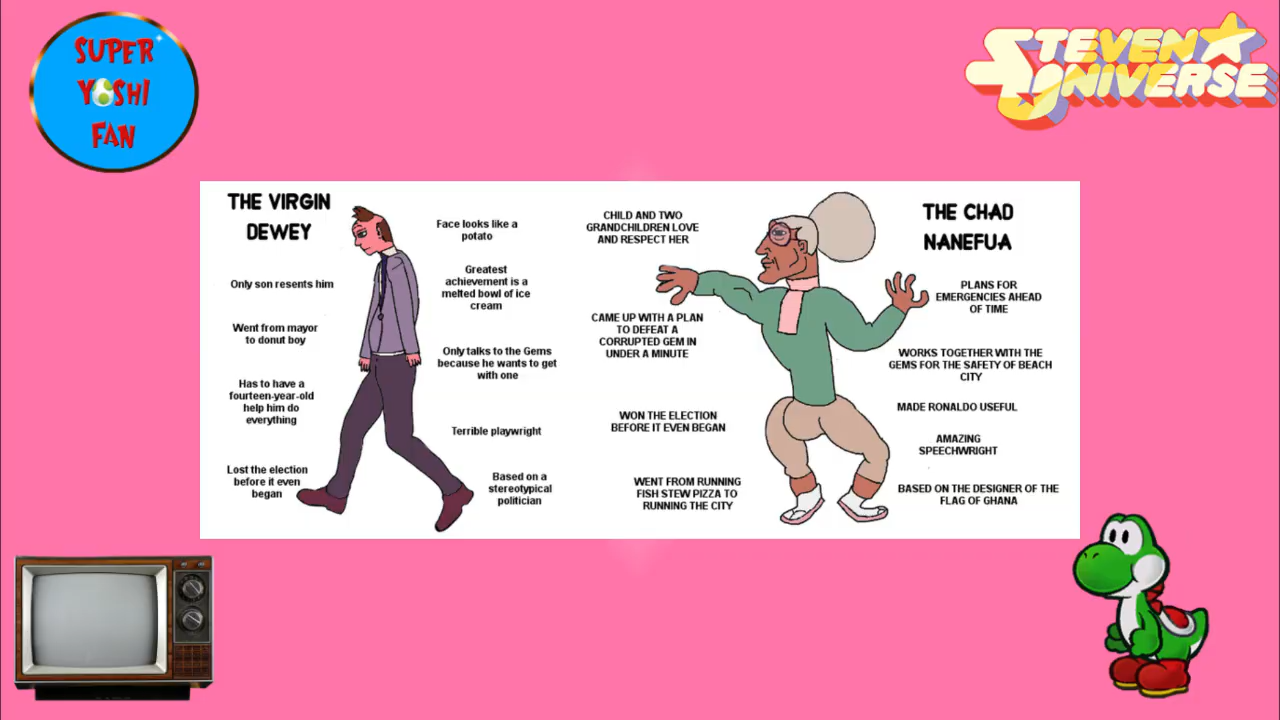 SUPER
YOSHI
FAN
STEVEN
UNIVERSE
THE VIRGIN
DEWEY
Only son resents him
Went from mayor
to donut boy
Has to have a
fourteen-year-old
help him do
everything
Lost the election
before it even
began
Face looks like a
potato
Greatest
achievement is a
melted bowl of ice
cream
Only talks to the Gems
because he wants to get
with one
Terrible playwright
Based on a
stereotypical
politician
CHILD AND TWO
GRANDCHILDREN LOVE
AND RESPECT HER
CAME UP WITH A PLAN
TO DEFEAT A
CORRUPTED GEM IN
UNDER A MINUTE
WON THE ELECTION
BEFORE IT EVEN BEGAN
WENT FROM RUNNING
FISH STEW PIZZA TO
RUNNING THE CITY
THE CHAD
NANEFUA
PLANS FOR
EMERGENCIES AHEAD
OF TIME
WORKS TOGETHER WITH THE
GEMS FOR THE SAFETY OF BEACH
CITY
MADE RONALDO USEFUL
AMAZING
SPEECHWRIGHT
BASED ON THE DESIGNER OF THE
FLAG OF GHANA